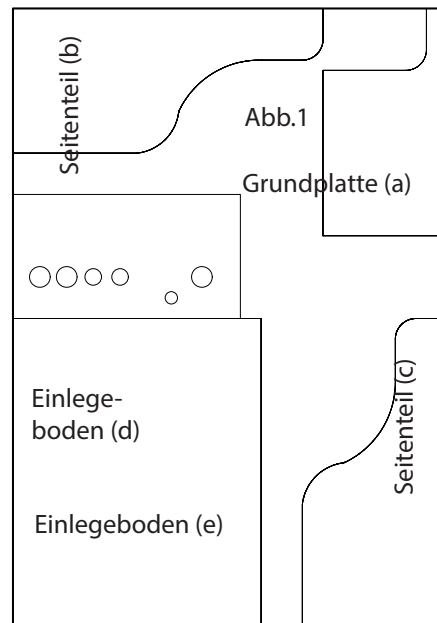 Seitenteil (b)
Abb.1
Grundplatte (a)
Einlege-
boden (d)
Seitenteil (c)
Einlegeboden (e)